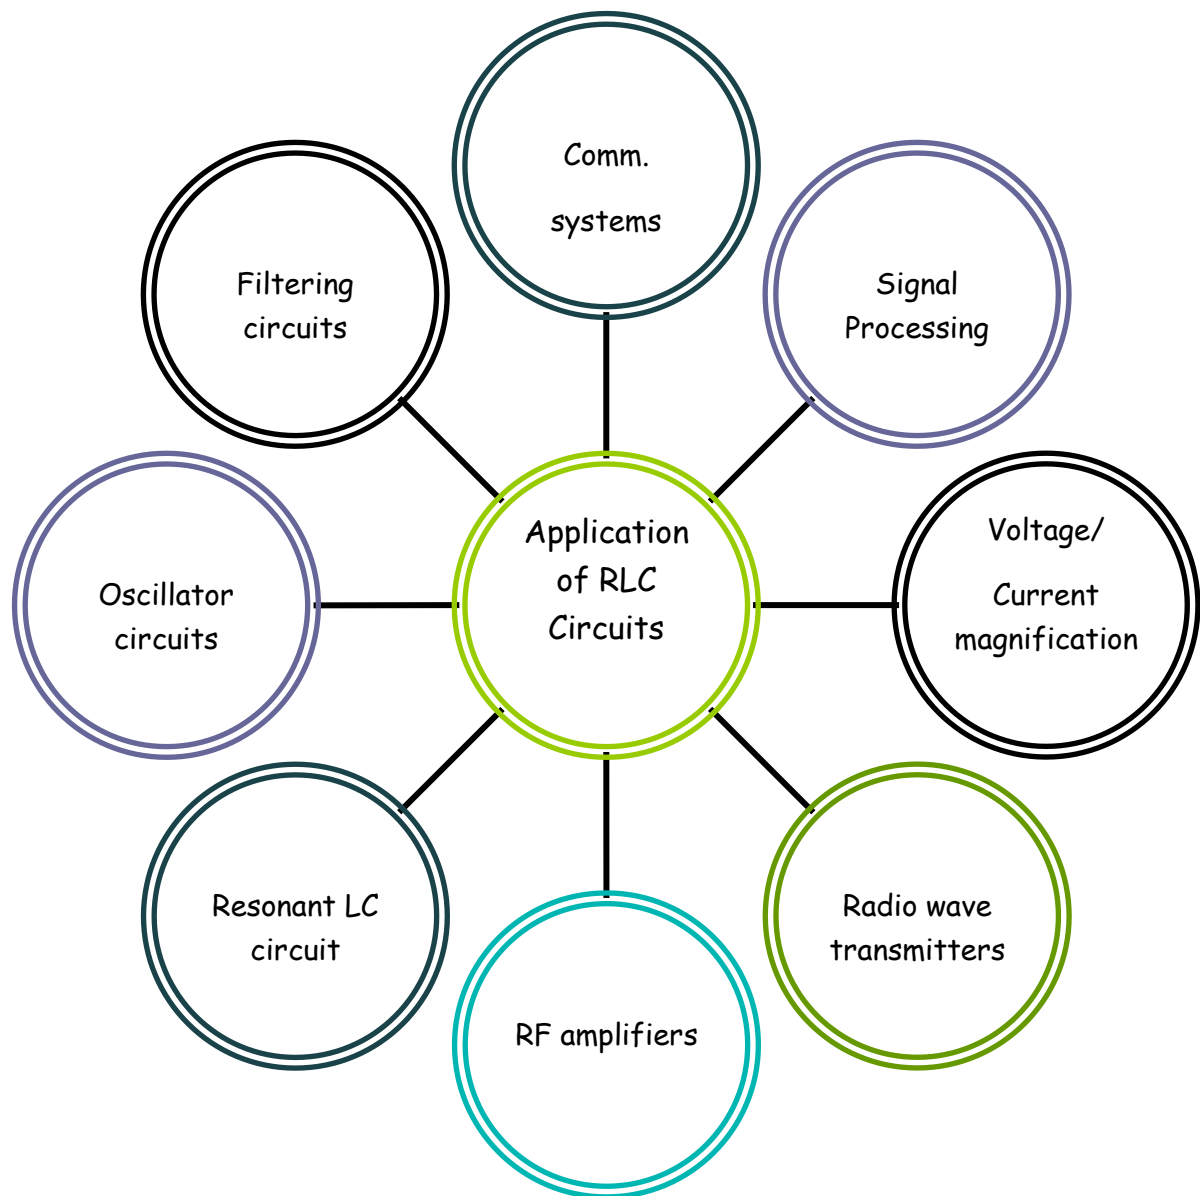 Comm.
systems
Filtering
circuits
Signal
Processing
Application
of RLC
Circuits
Voltage/
Current
magnification
Oscillator
circuits
Resonant LC
circuit
Radio wave
transmitters
RF amplifiers